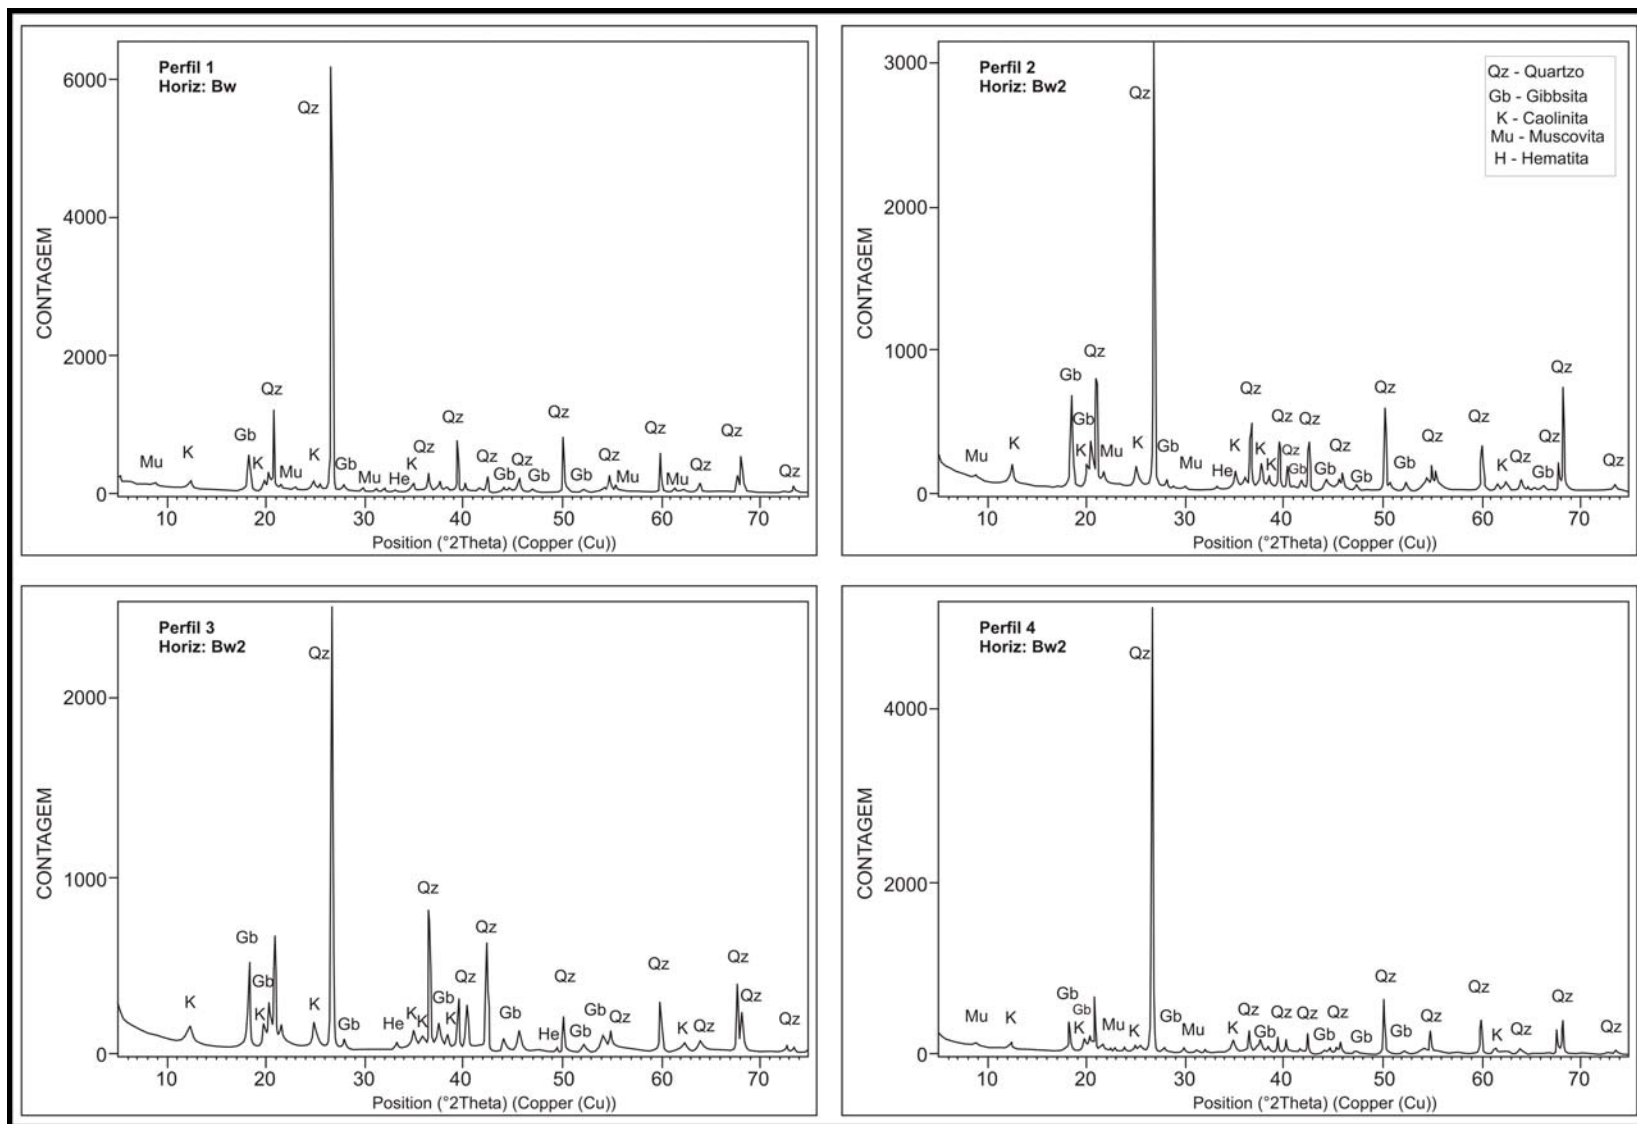 Perfil 1
Horiz: Bw
6000
4000
2000
0
CONTAGEM
Qz
Qz
Gb
Mu
K
K
Mu
K
Gb
Mu
He
K
Qz
Qz
Qz
Gb
Qz
Gb
Qz
Gb
Qz
Mu
Qz
Mu
Qz
Qz
Qz
10 20 30 40 50 60 70
Position (°2Theta) (Copper (Cu))
Perfil 2
Horiz: Bw2
3000
2000
1000
0
CONTAGEM
Qz - Quartzo
Gb - Gibbsita
K - Caolinita
Mu - Muscovita
H - Hematita
Qz
Qz
Gb
Gb
Mu
K
K
Mu
K
Gb
Mu
He
K
Qz
K
K
Qz
Qz
Gb
Qz
Gb
Qz
Gb
Qz
Gb
Qz
Qz
K
Qz
Gb
Qz
Qz
Qz
10 20 30 40 50 60 70
Position (°2Theta) (Copper (Cu))
Perfil 3
Horiz: Bw2
2000
1000
0
CONTAGEM
Qz
Gb
Gb
K
K
K
Gb
He
K
K
Qz
Gb
K
Qz
Qz
Gb
He
Qz
Gb
Gb
Qz
Qz
K
Qz
Qz
Qz
Qz
10 20 30 40 50 60 70
Position (°2Theta) (Copper (Cu))
Perfil 4
Horiz: Bw2
4000
2000
0
CONTAGEM
Qz
Gb
Gb
Mu
K
K
Mu
K
Gb
Mu
K
Qz
Gb
Qz
Qz
Gb
Qz
Gb
Qz
Gb
Qz
Qz
K
Qz
Qz
Qz
10 20 30 40 50 60 70
Position (°2Theta) (Copper (Cu))